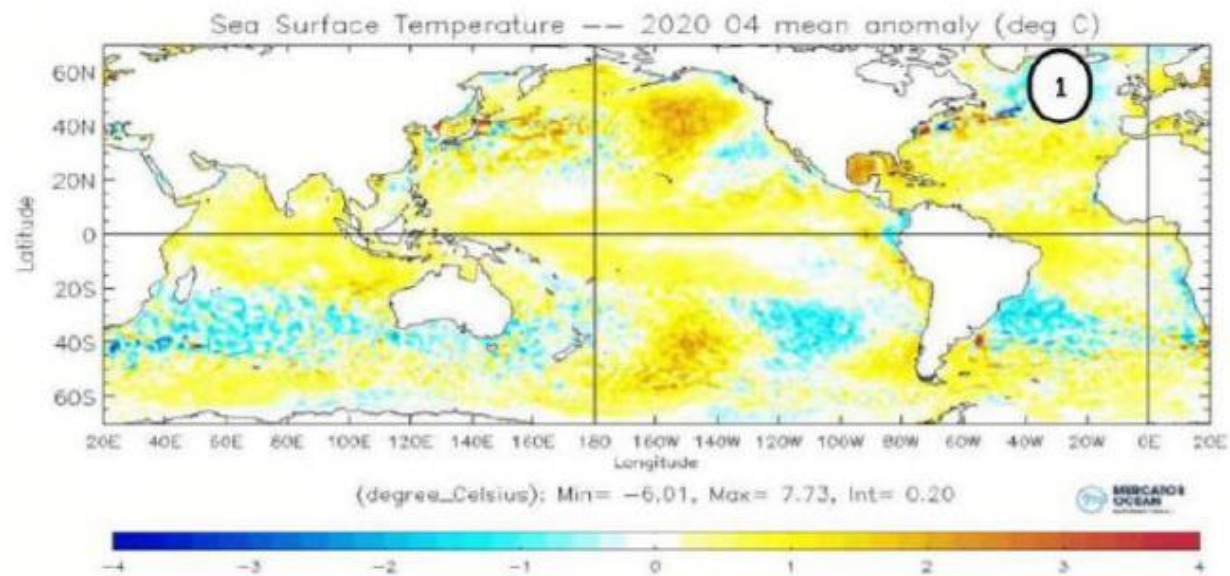 Sea Surface Temperature -- 2020 04 mean anomaly (deg C)
60N
40N
20N
0
20S
40S
60S
Latitude
1
20E 40E 60E 80E 100E 120E 140E 160E 180 160W 140W 120W 100W 80W 60W 40W 20W 0E 20E
Longitude
(degree_Celsius): Min= -6.01, Max= 7.73, Int= 0.20
MERCATOR
OCEAN
-4 -3 -2 -1 0 1 2 3 4